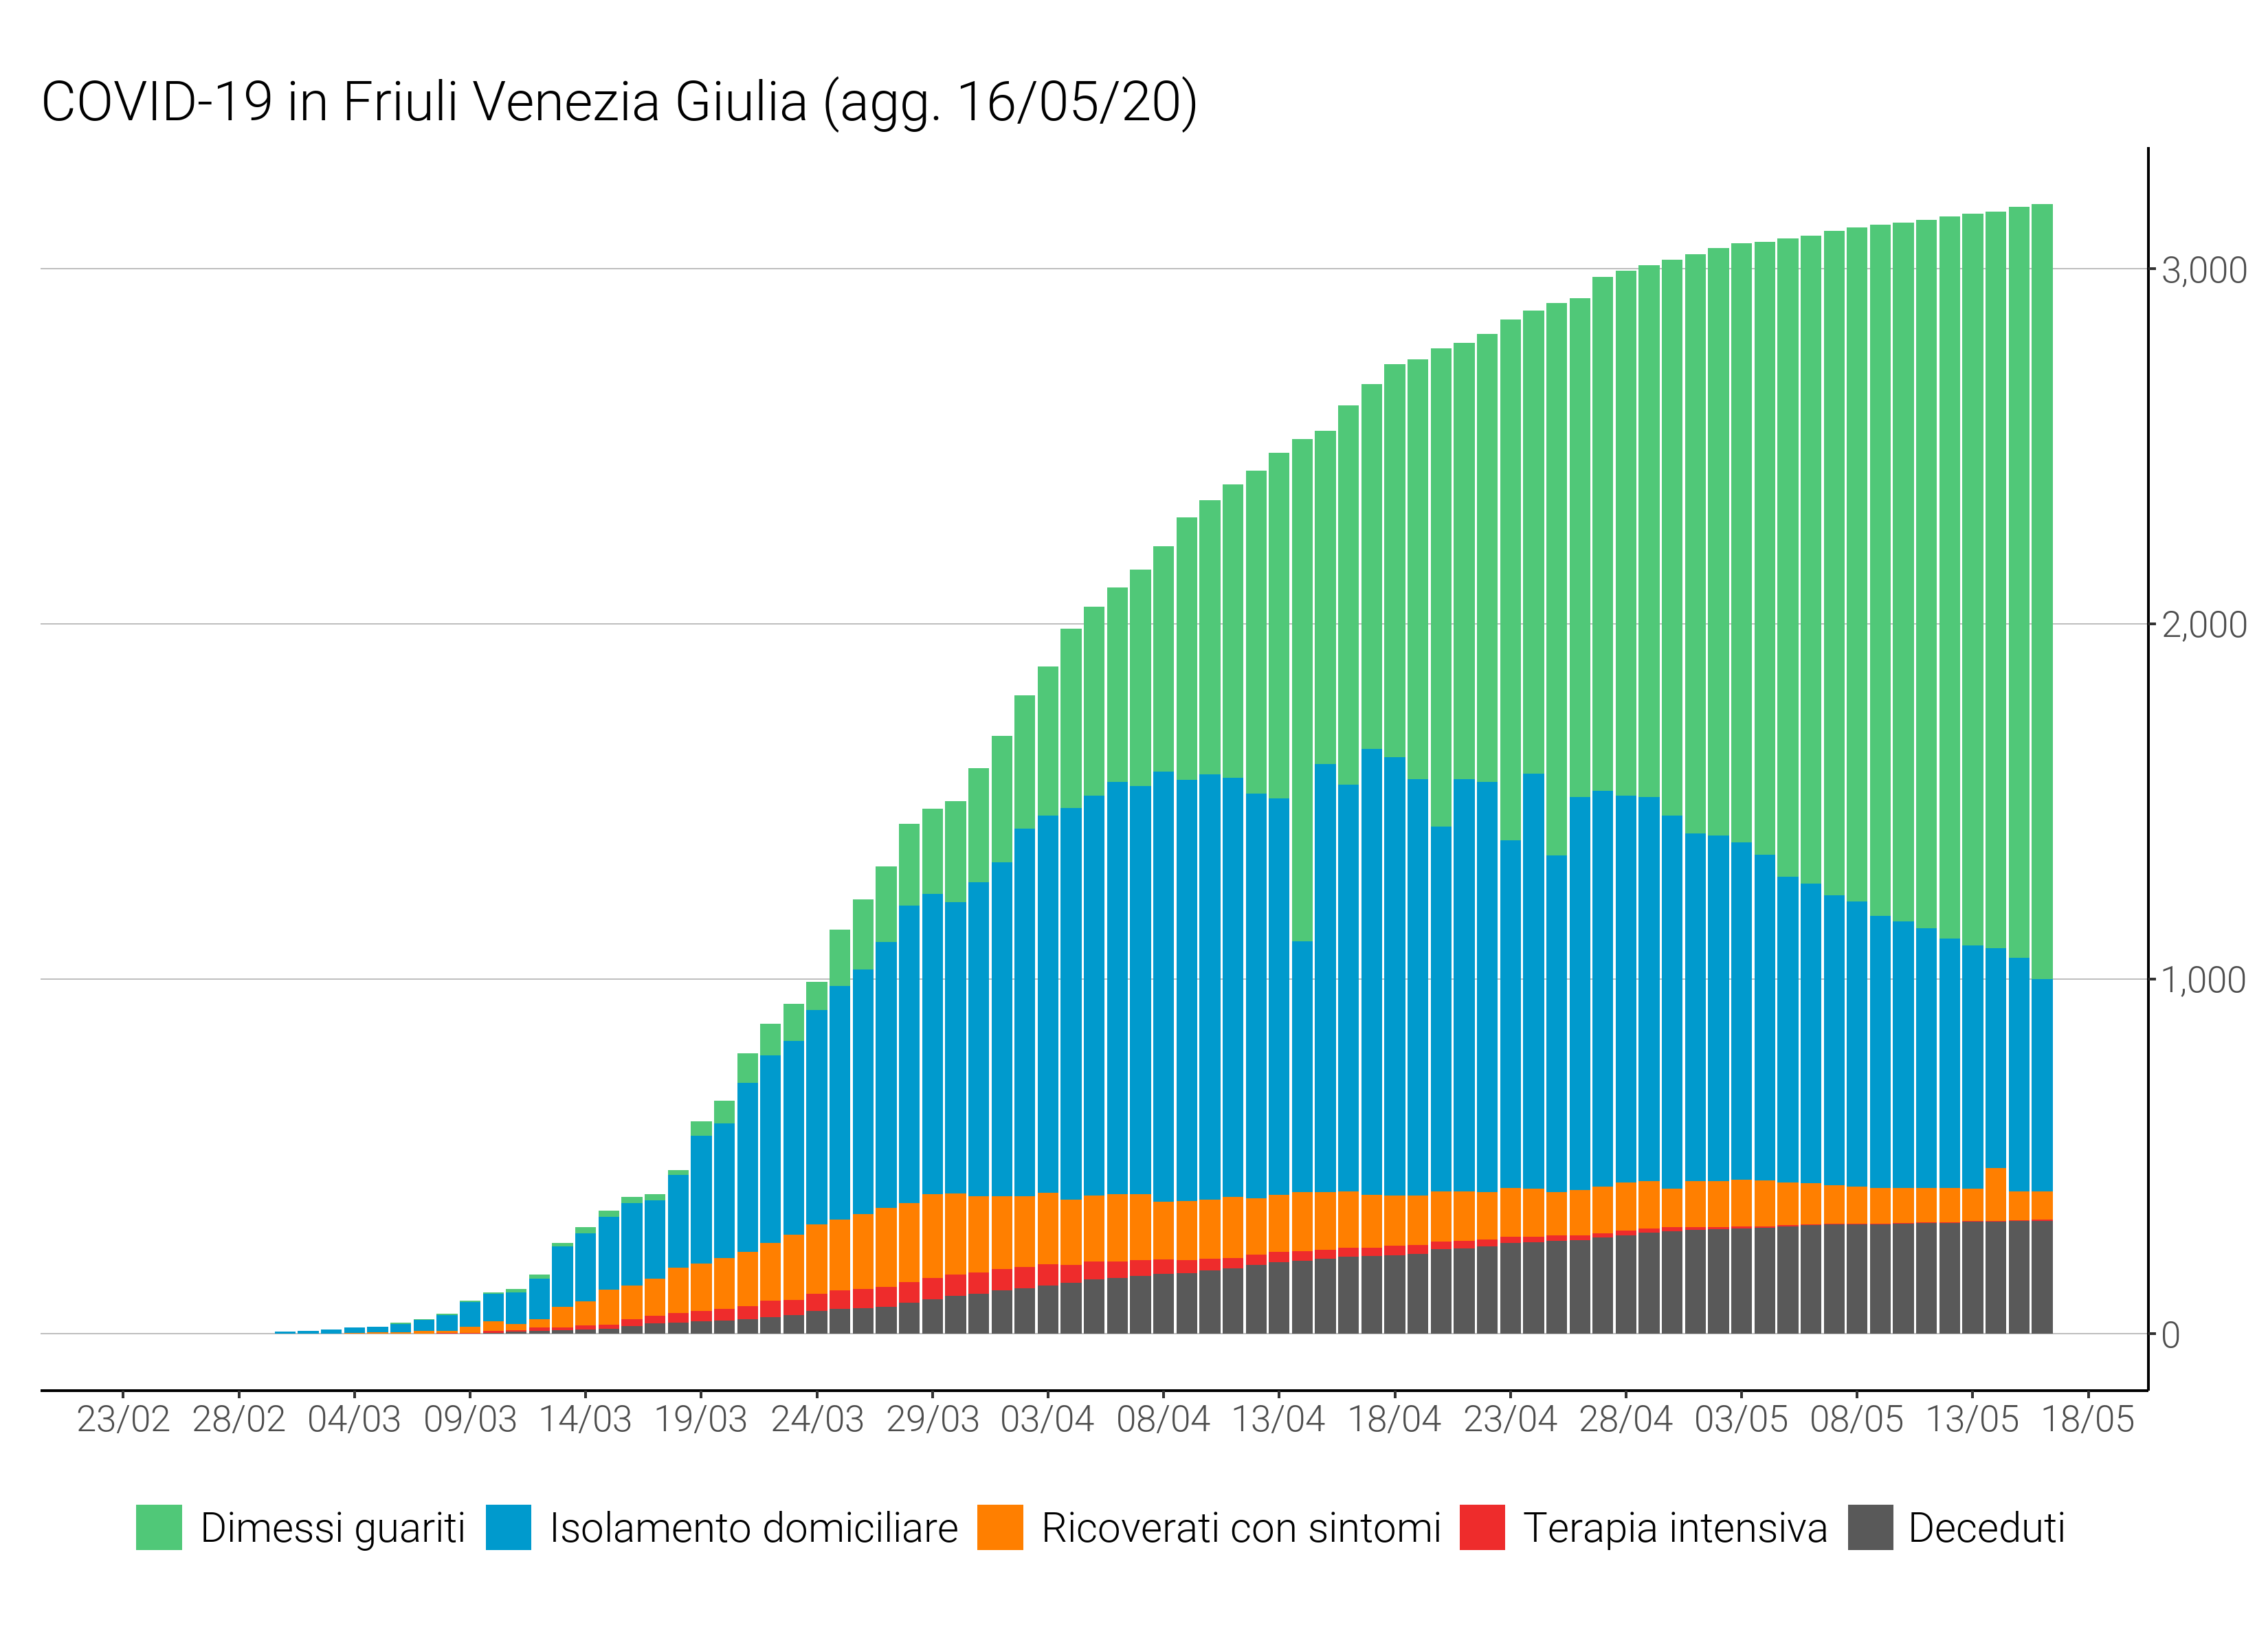 COVID-19 in Friuli Venezia Giulia (agg. 16/05/20)
3,000
2,000
1,000
0
23/02 28/02 04/03 09/03 14/03 19/03 24/03 29/03 03/04 08/04 13/04 18/04 23/04 28/04 03/05 08/05 13/05 18/05
Dimessi guariti Isolamento domiciliare Ricoverati con sintomi Terapia intensiva Deceduti